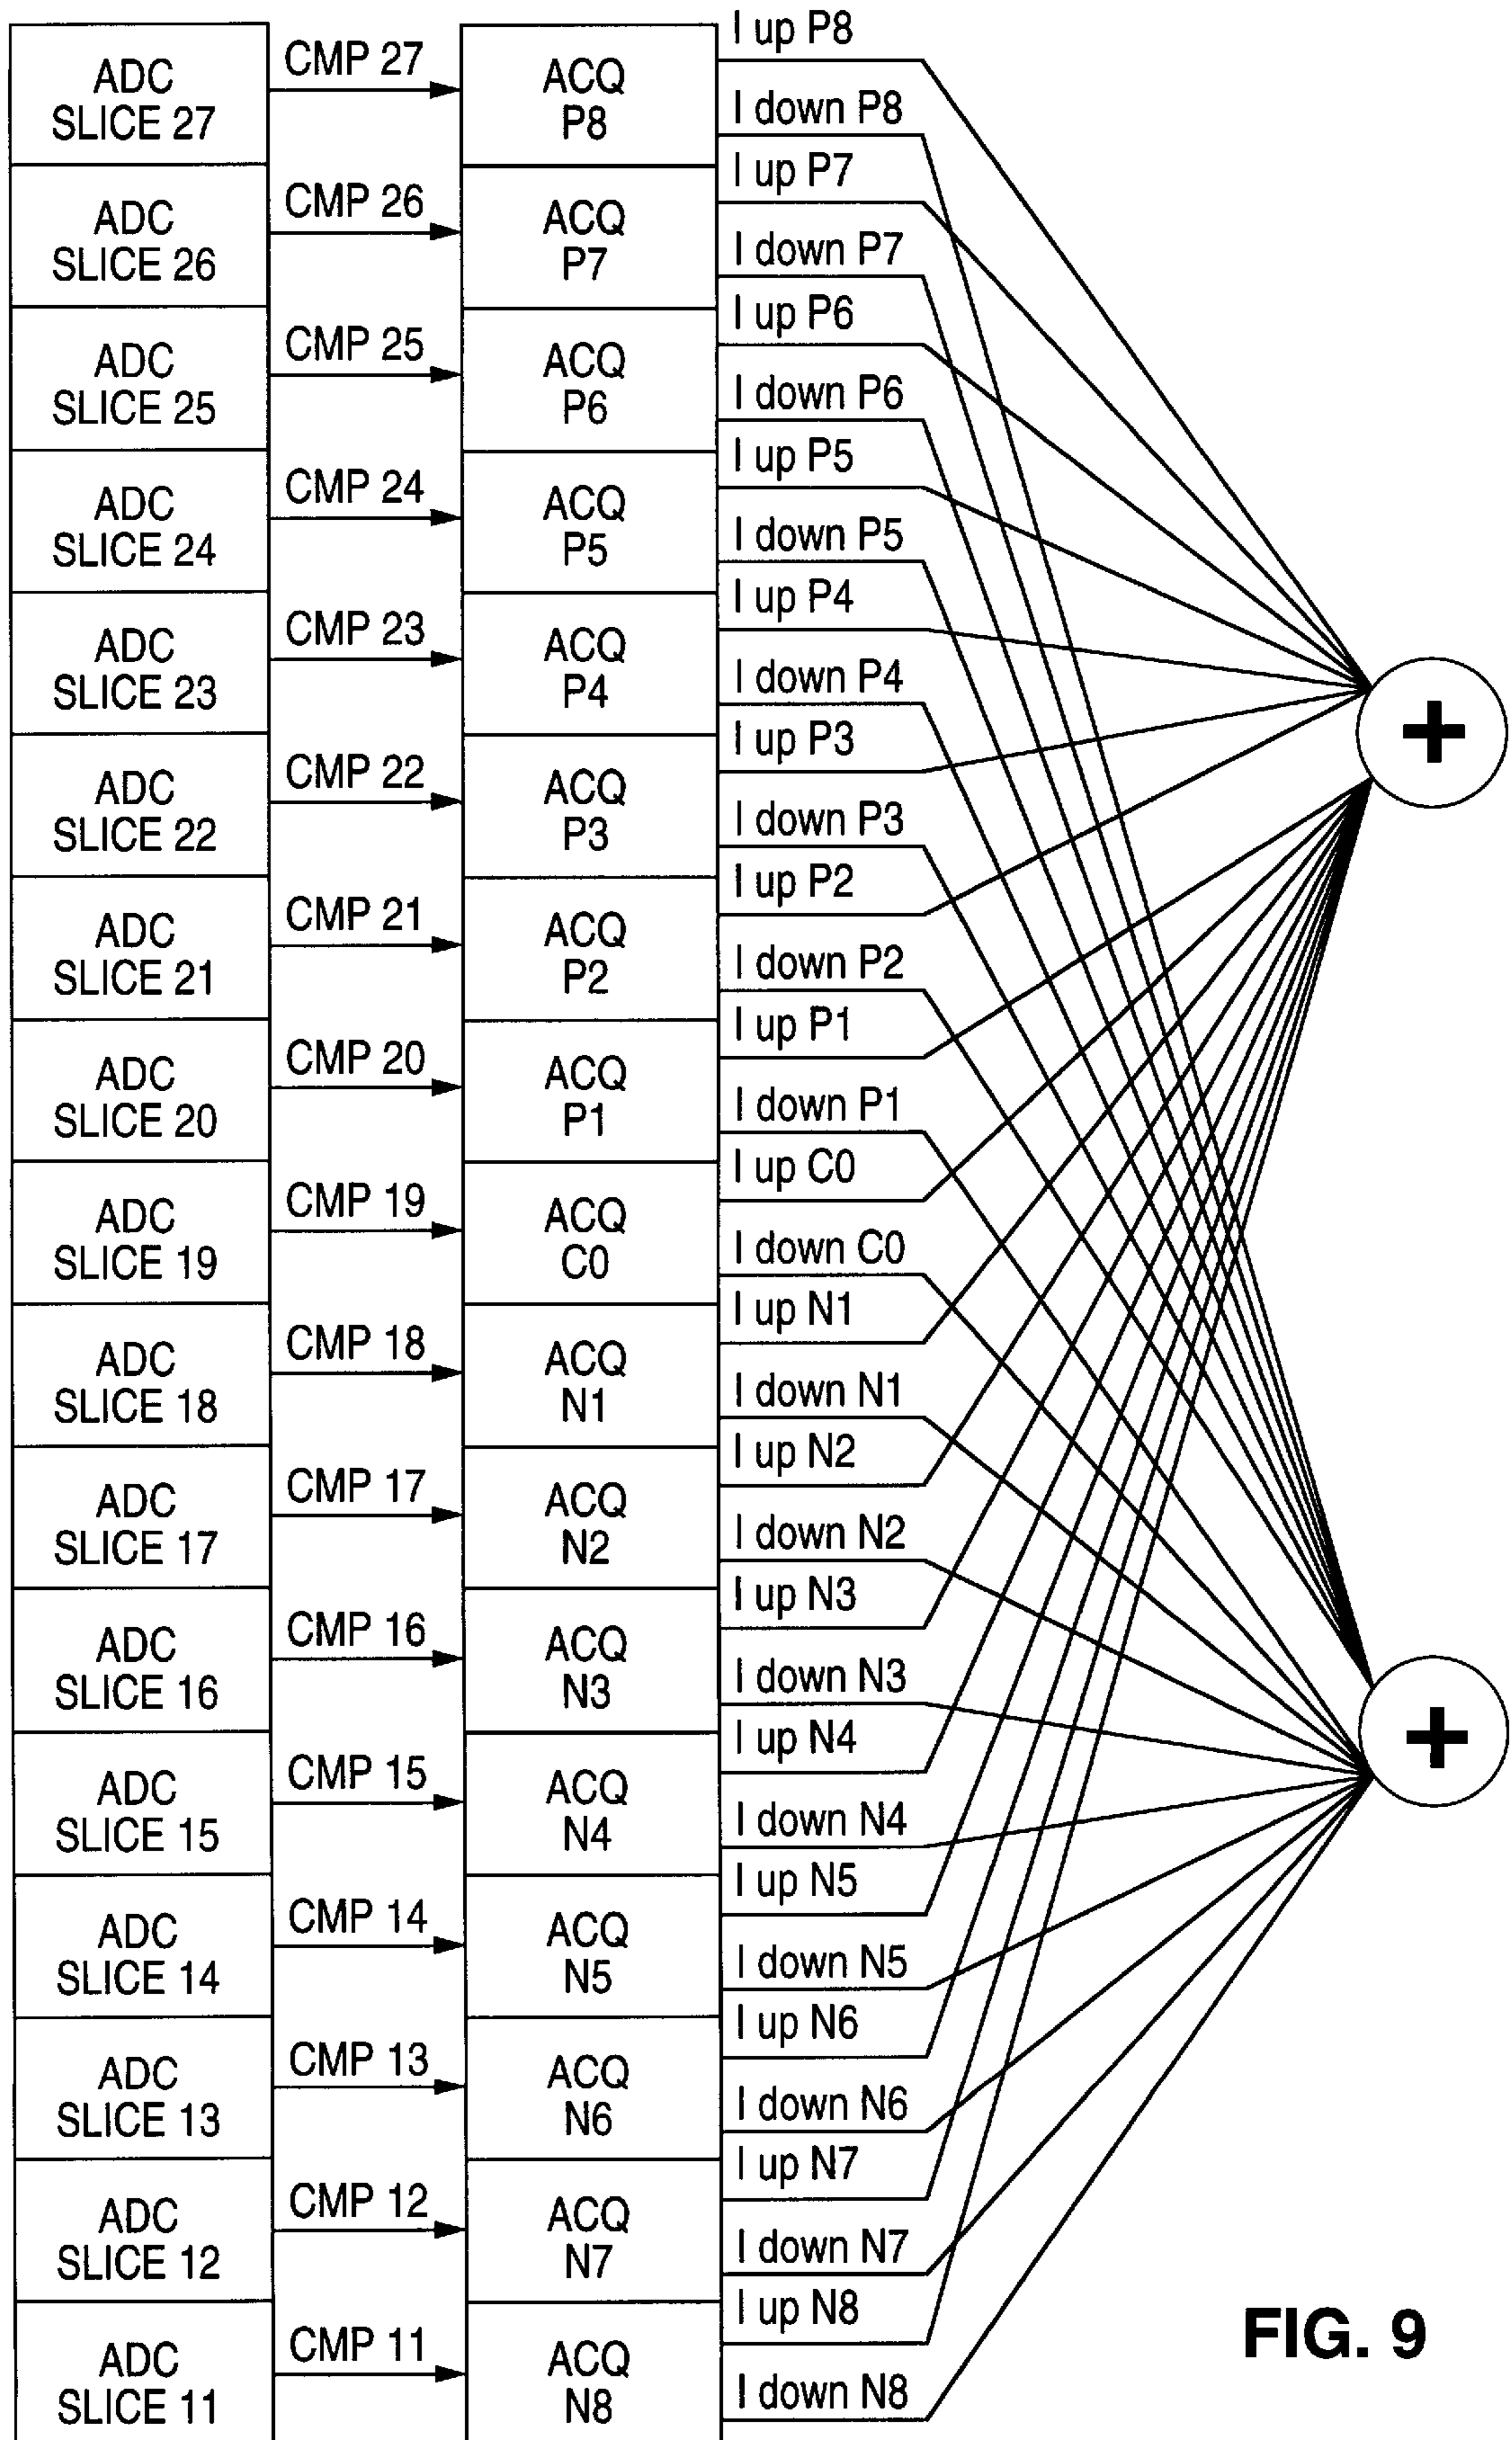 ADC
SLICE 27
CMP 27
ACQ
P8
I up P8
I down P8
ADC
SLICE 26
CMP 26
ACQ
P7
I up P7
I down P7
ADC
SLICE 25
CMP 25
ACQ
P6
I up P6
I down P6
ADC
SLICE 24
CMP 24
ACQ
P5
I up P5
I down P5
ADC
SLICE 23
CMP 23
ACQ
P4
I up P4
I down P4
ADC
SLICE 22
CMP 22
ACQ
P3
I up P3
I down P3
ADC
SLICE 21
CMP 21
ACQ
P2
I up P2
I down P2
ADC
SLICE 20
CMP 20
ACQ
P1
I up P1
I down P1
ADC
SLICE 19
CMP 19
ACQ
C0
I up C0
I down C0
ADC
SLICE 18
CMP 18
ACQ
N1
I up N1
I down N1
ADC
SLICE 17
CMP 17
ACQ
N2
I up N2
I down N2
ADC
SLICE 16
CMP 16
ACQ
N3
I up N3
I down N3
ADC
SLICE 15
CMP 15
ACQ
N4
I up N4
I down N4
ADC
SLICE 14
CMP 14
ACQ
N5
I up N5
I down N5
ADC
SLICE 13
CMP 13
ACQ
N6
I up N6
I down N6
ADC
SLICE 12
CMP 12
ACQ
N7
I up N7
I down N7
ADC
SLICE 11
CMP 11
ACQ
N8
I up N8
I down N8
+
+
FIG. 9